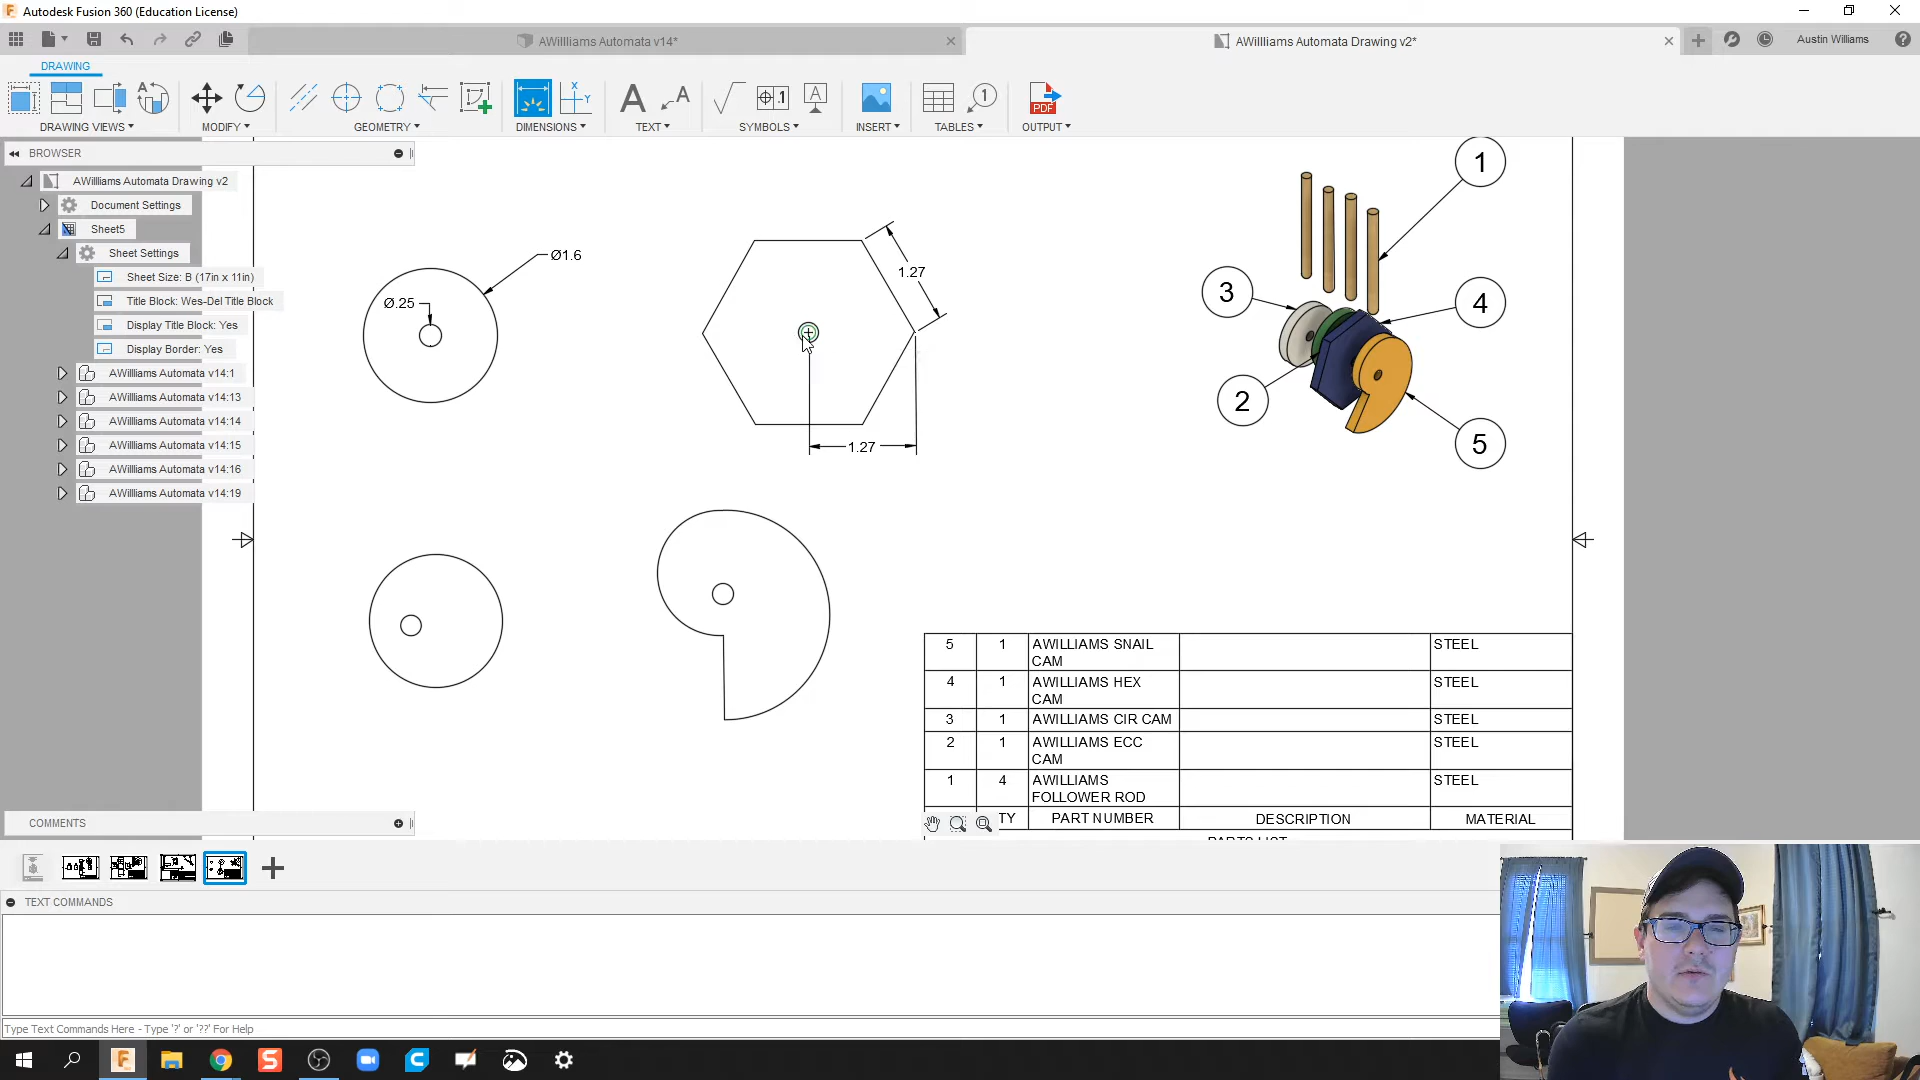 Autodesk Fusion 360 (Education License)
AWilliams Automata v14*
AWilliams Automata Drawing v2*
Austin Williams
DRAWING
DRAWING VIEWS
MODIFY
GEOMETRY
DIMENSIONS
TEXT
SYMBOLS
INSERT
TABLES
OUTPUT
BROWSER
AWilliams Automata Drawing v2
Document Settings
Sheet5
Sheet Settings
Sheet Size: B (17in x 11in)
Title Block: Wes-Del Title Block
Display Title Block: Yes
Display Border: Yes
AWilliams Automata v14:1
AWilliams Automata v14:13
AWilliams Automata v14:14
AWilliams Automata v14:15
AWilliams Automata v14:16
AWilliams Automata v14:19
Ø1.6
Ø.25
1.27
1.27
1
3
4
2
5
5 1 AWILLIAMS SNAIL CAM STEEL
4 1 AWILLIAMS HEX CAM STEEL
3 1 AWILLIAMS CIR CAM STEEL
2 1 AWILLIAMS ECC CAM STEEL
1 4 AWILLIAMS FOLLOWER ROD STEEL
TY PART NUMBER DESCRIPTION MATERIAL
PARTS LIST
COMMENTS
TEXT COMMANDS
Type Text Commands Here - Type '?' or '??' For Help